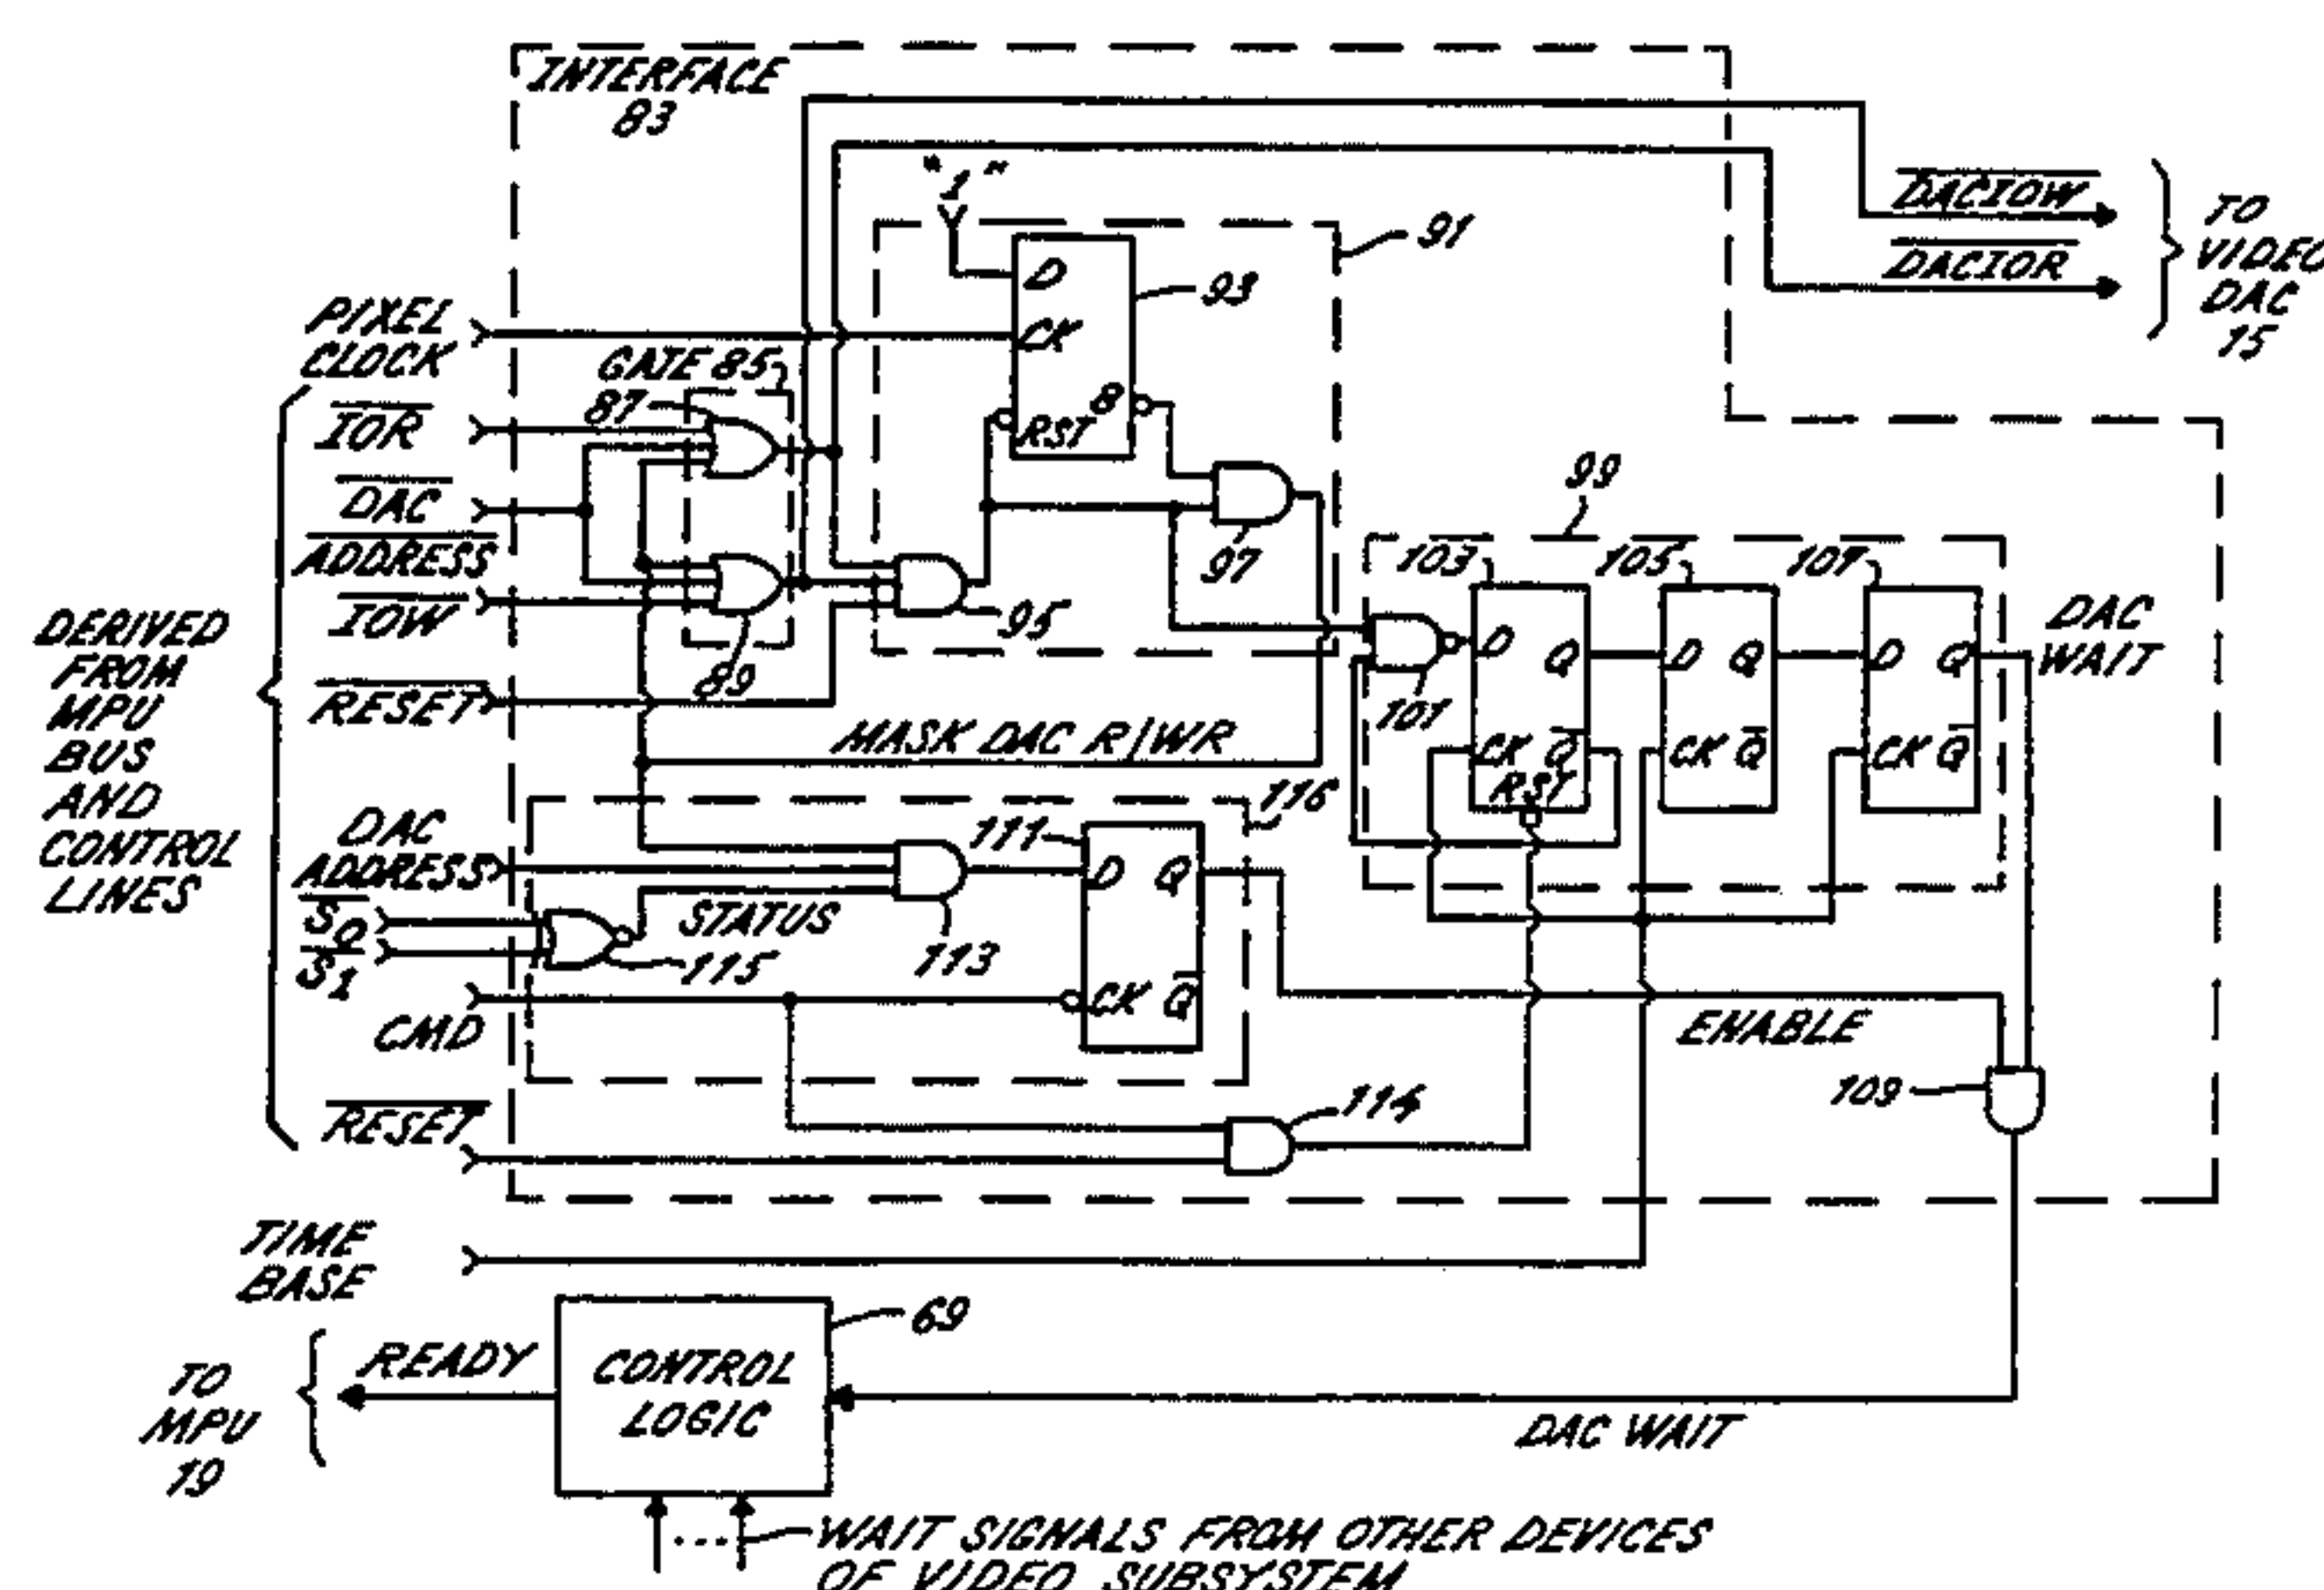 INTERFACE
83
"1"
91
DACIOW
DACIOR
TO
VIDEO
DAC
15
D
93
CK
8
RST
PIXEL
CLOCK
GATE 85
87
IOR
DAC
ADDRESS
IOW
89
95
97
99
RESET
MASK DAC R/WR
DERIVED
FROM
MPU
BUS
AND
CONTROL
LINES
101
103
D Q
CK Q
RST
105
D Q
CK Q
107
D Q
CK Q
DAC
WAIT
116
DAC
ADDRESS
S0
S1
115
STATUS
113
111
D Q
CK Q
CMD
ENABLE
109
RESET
114
TIME
BASE
69
CONTROL
LOGIC
READY
TO
MPU
19
DAC WAIT
WAIT SIGNALS FROM OTHER DEVICES
OF VIDEO SUBSYSTEM